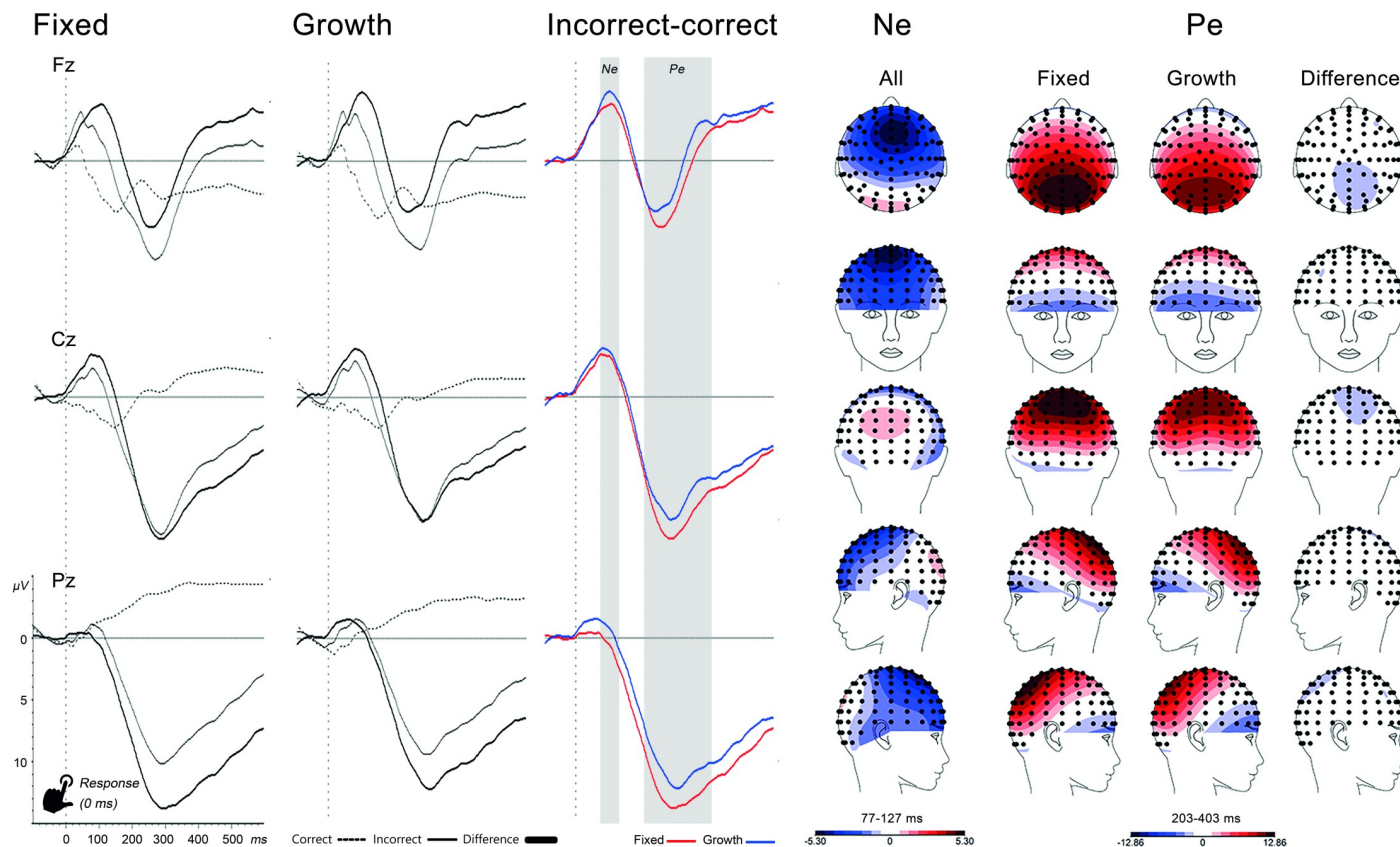 Fixed
Growth
Incorrect-correct
Ne
Pe
Fz
Ne
Pe
All
Fixed
Growth
Difference
Cz
Pz
µV
0
5
10
Response
(0 ms)
0 100 200 300 400 500 ms
Correct Incorrect Difference
Fixed Growth
77-127 ms
-5.30 0 5.30
203-403 ms
-12.86 0 12.86